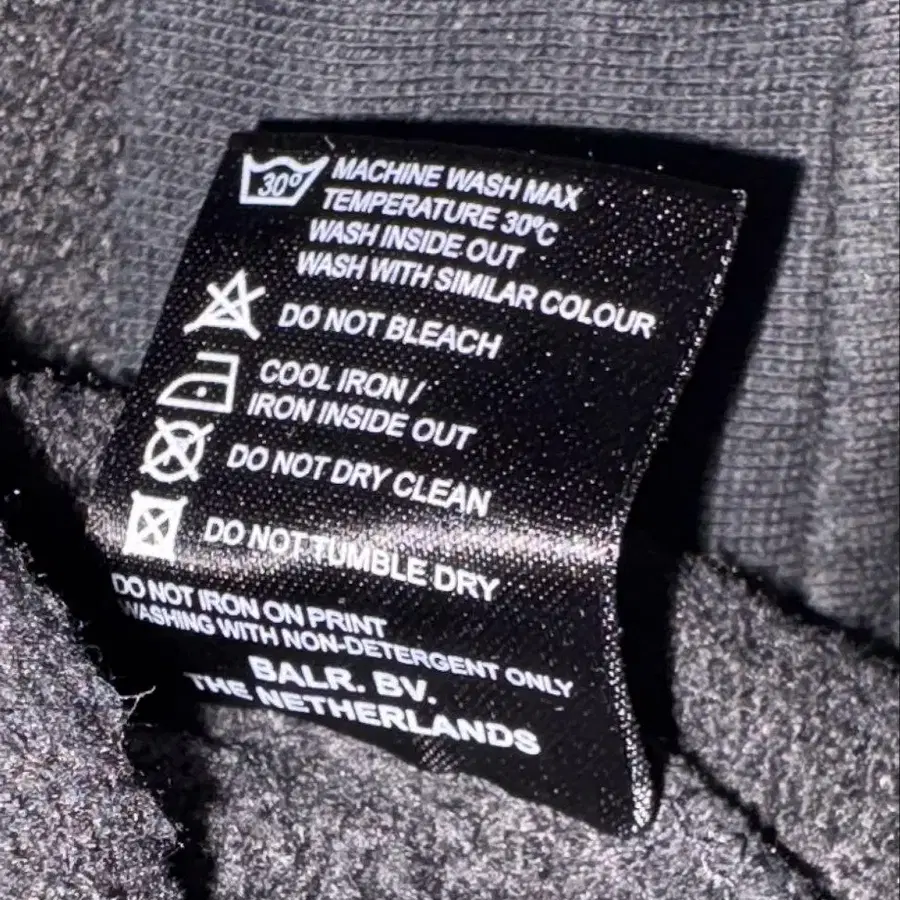 30º MACHINE WASH MAX
TEMPERATURE 30ºC
WASH INSIDE OUT
WASH WITH SIMILAR COLOUR
DO NOT BLEACH
COOL IRON /
IRON INSIDE OUT
DO NOT DRY CLEAN
DO NOT TUMBLE DRY
DO NOT IRON ON PRINT
WASHING WITH NON-DETERGENT ONLY
BALR. BV.
THE NETHERLANDS